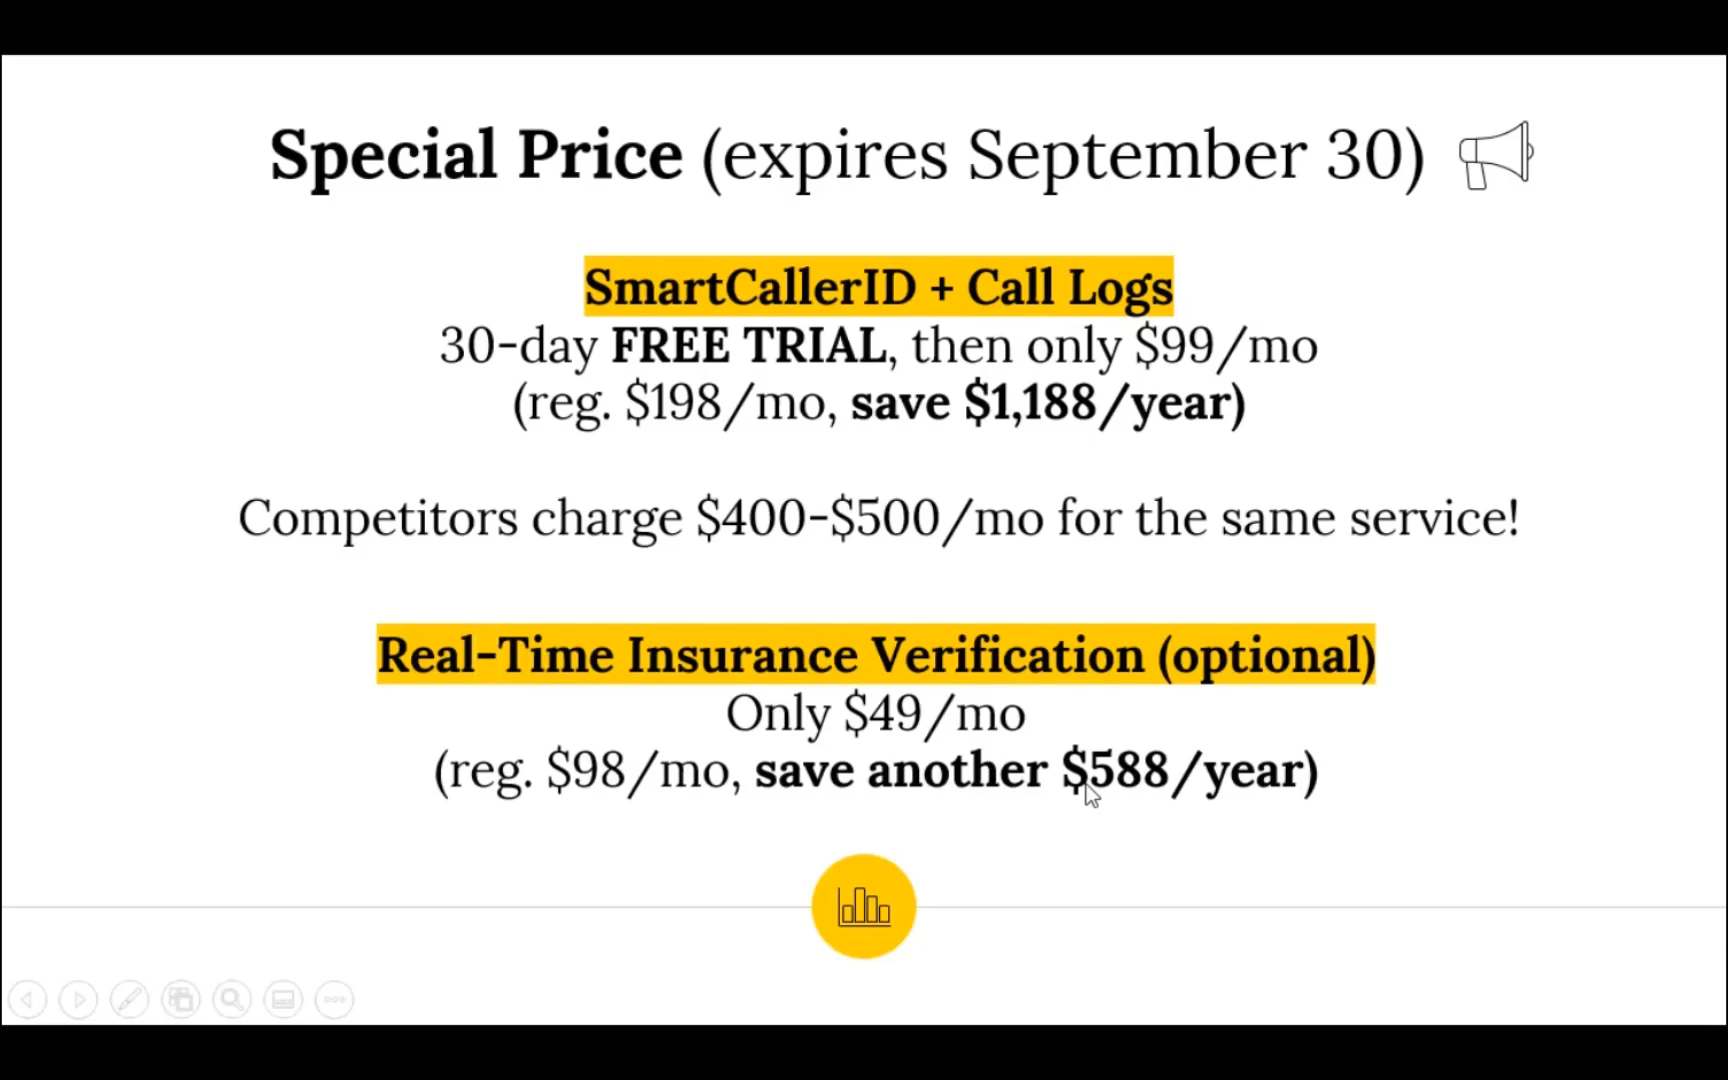 Special Price (expires September 30)
SmartCallerID + Call Logs
30-day FREE TRIAL, then only $99/mo
(reg. $198/mo, save $1,188/year)
Competitors charge $400-$500/mo for the same service!
Real-Time Insurance Verification (optional)
Only $49/mo
(reg. $98/mo, save another $588/year)